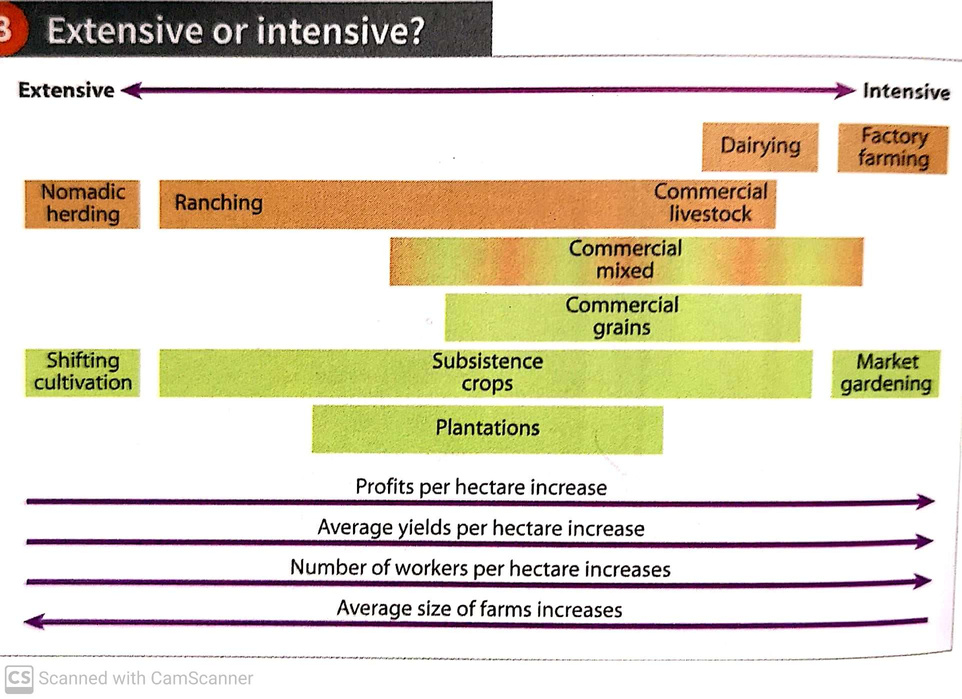 B Extensive or intensive?
Extensive Intensive
Dairying
Factory
farming
Nomadic
herding
Ranching
Commercial
livestock
Commercial
mixed
Commercial
grains
Shifting
cultivation
Subsistence
crops
Market
gardening
Plantations
Profits per hectare increase
Average yields per hectare increase
Number of workers per hectare increases
Average size of farms increases
CS Scanned with CamScanner